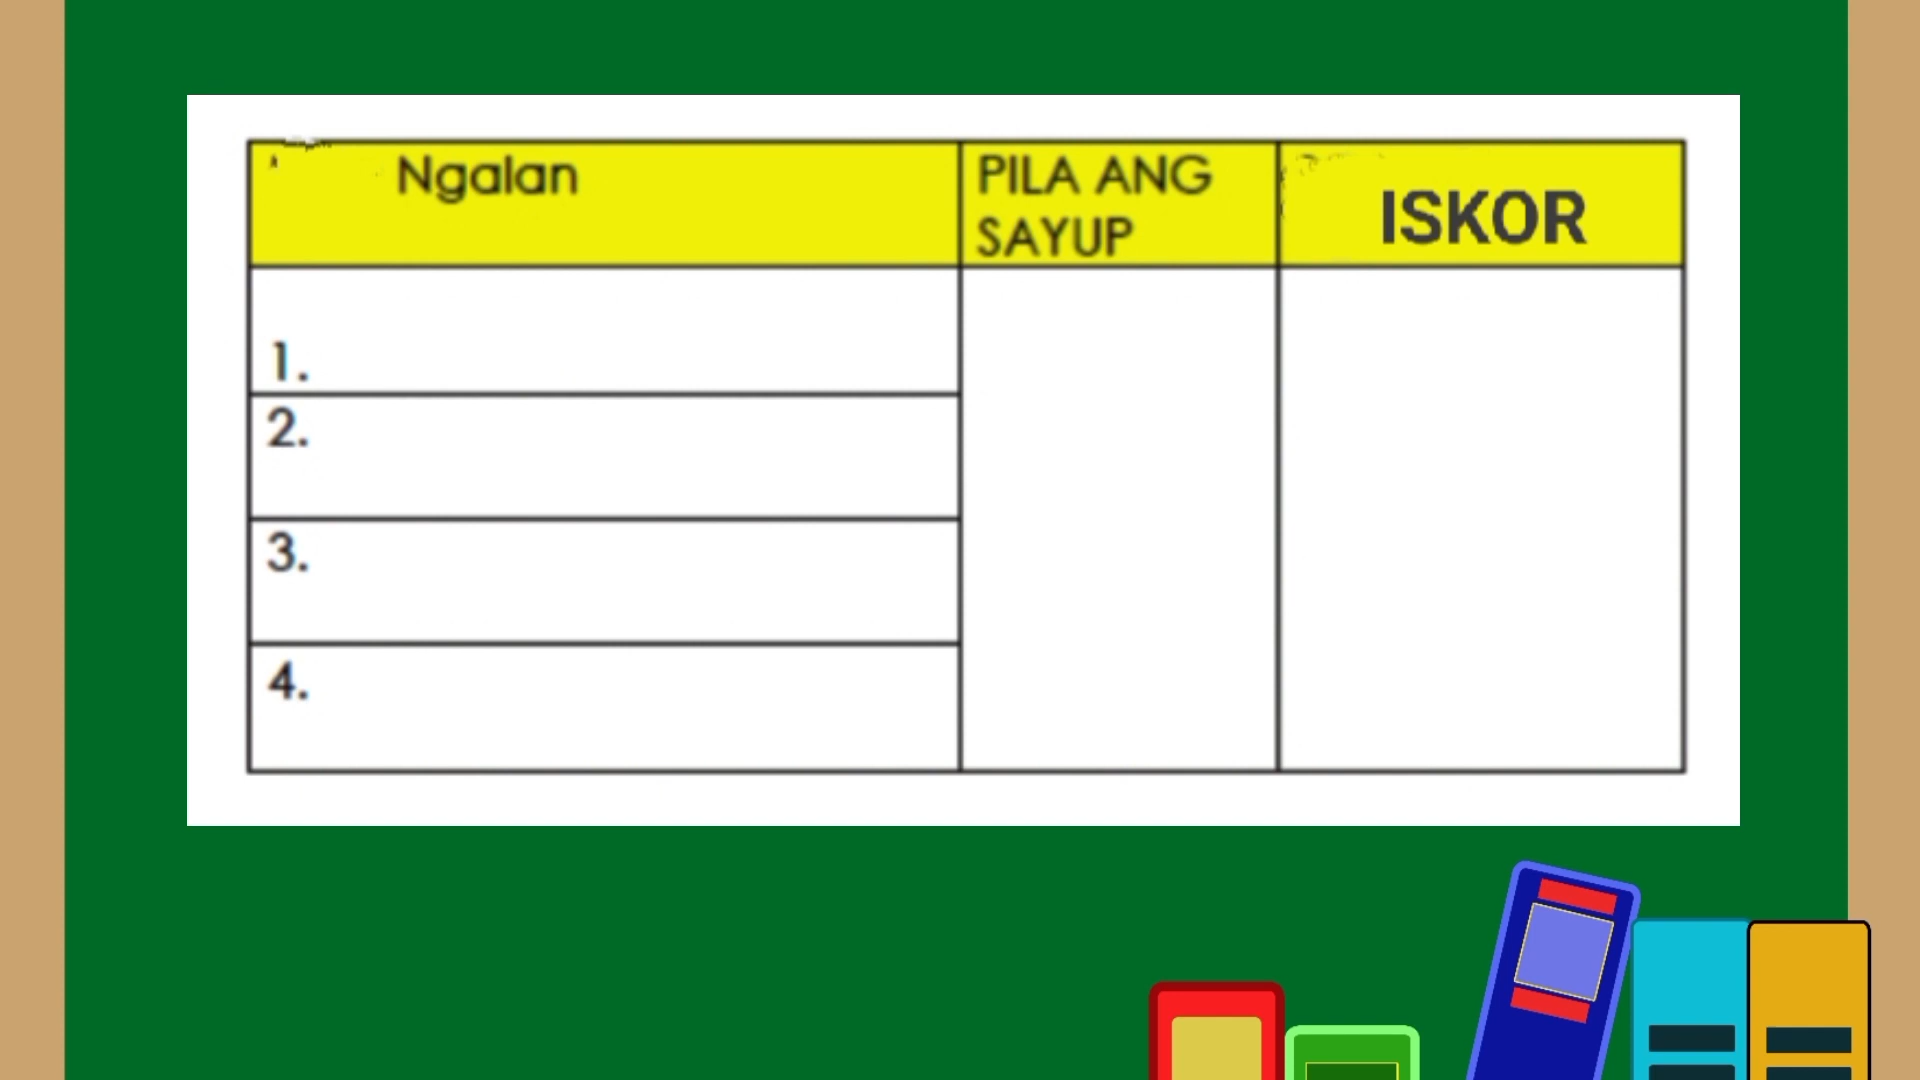 Ngalan
PILA ANG
SAYUP
ISKOR
1.
2.
3.
4.